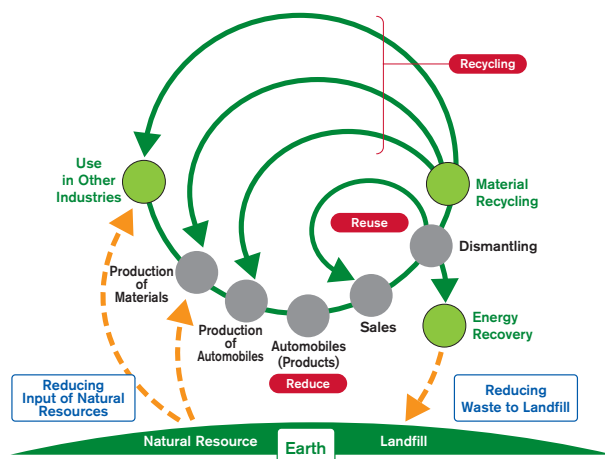 Recycling
Use
in Other
Industries
Material
Recycling
Reuse
Dismantling
Production
of
Materials
Production
of
Automobiles
Automobiles
(Products)
Reduce
Sales
Energy
Recovery
Reducing
Input of Natural
Resources
Reducing
Waste to Landfill
Natural Resource
Earth
Landfill